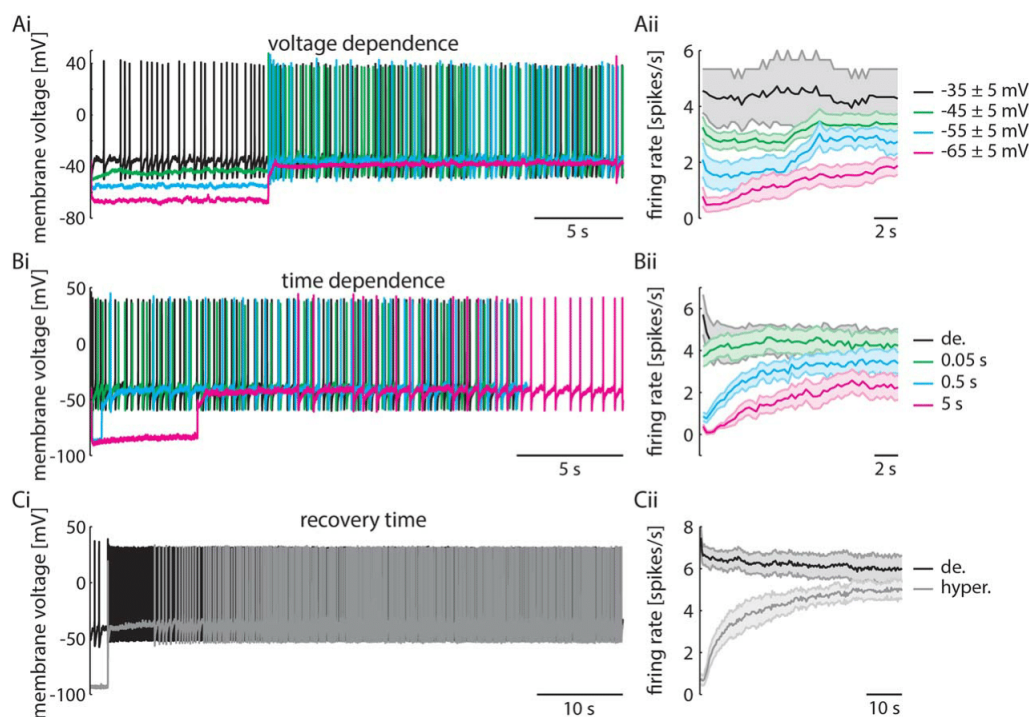 Ai
voltage dependence
membrane voltage [mV]
40
0
-40
-80
5 s
Aii
firing rate [spikes/s]
6
4
2
0
2 s
-35 ± 5 mV
-45 ± 5 mV
-55 ± 5 mV
-65 ± 5 mV
Bi
time dependence
membrane voltage [mV]
50
0
-50
-100
5 s
Bii
firing rate [spikes/s]
6
4
2
0
2 s
de.
0.05 s
0.5 s
5 s
Ci
recovery time
membrane voltage [mV]
50
0
-50
-100
10 s
Cii
firing rate [spikes/s]
8
6
4
2
0
10 s
de.
hyper.